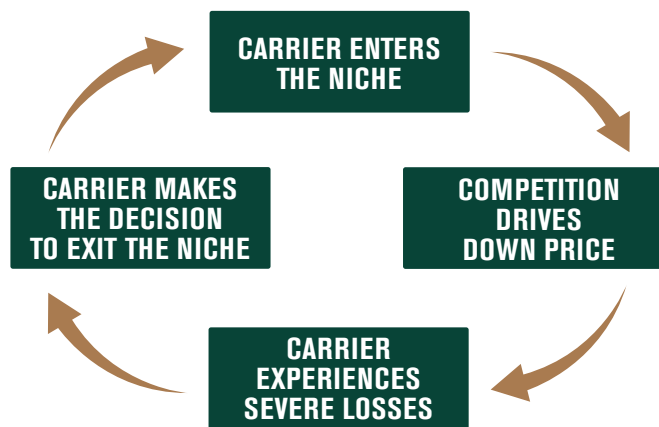 CARRIER ENTERS
THE NICHE
COMPETITION
DRIVES
DOWN PRICE
CARRIER
EXPERIENCES
SEVERE LOSSES
CARRIER MAKES
THE DECISION
TO EXIT THE NICHE